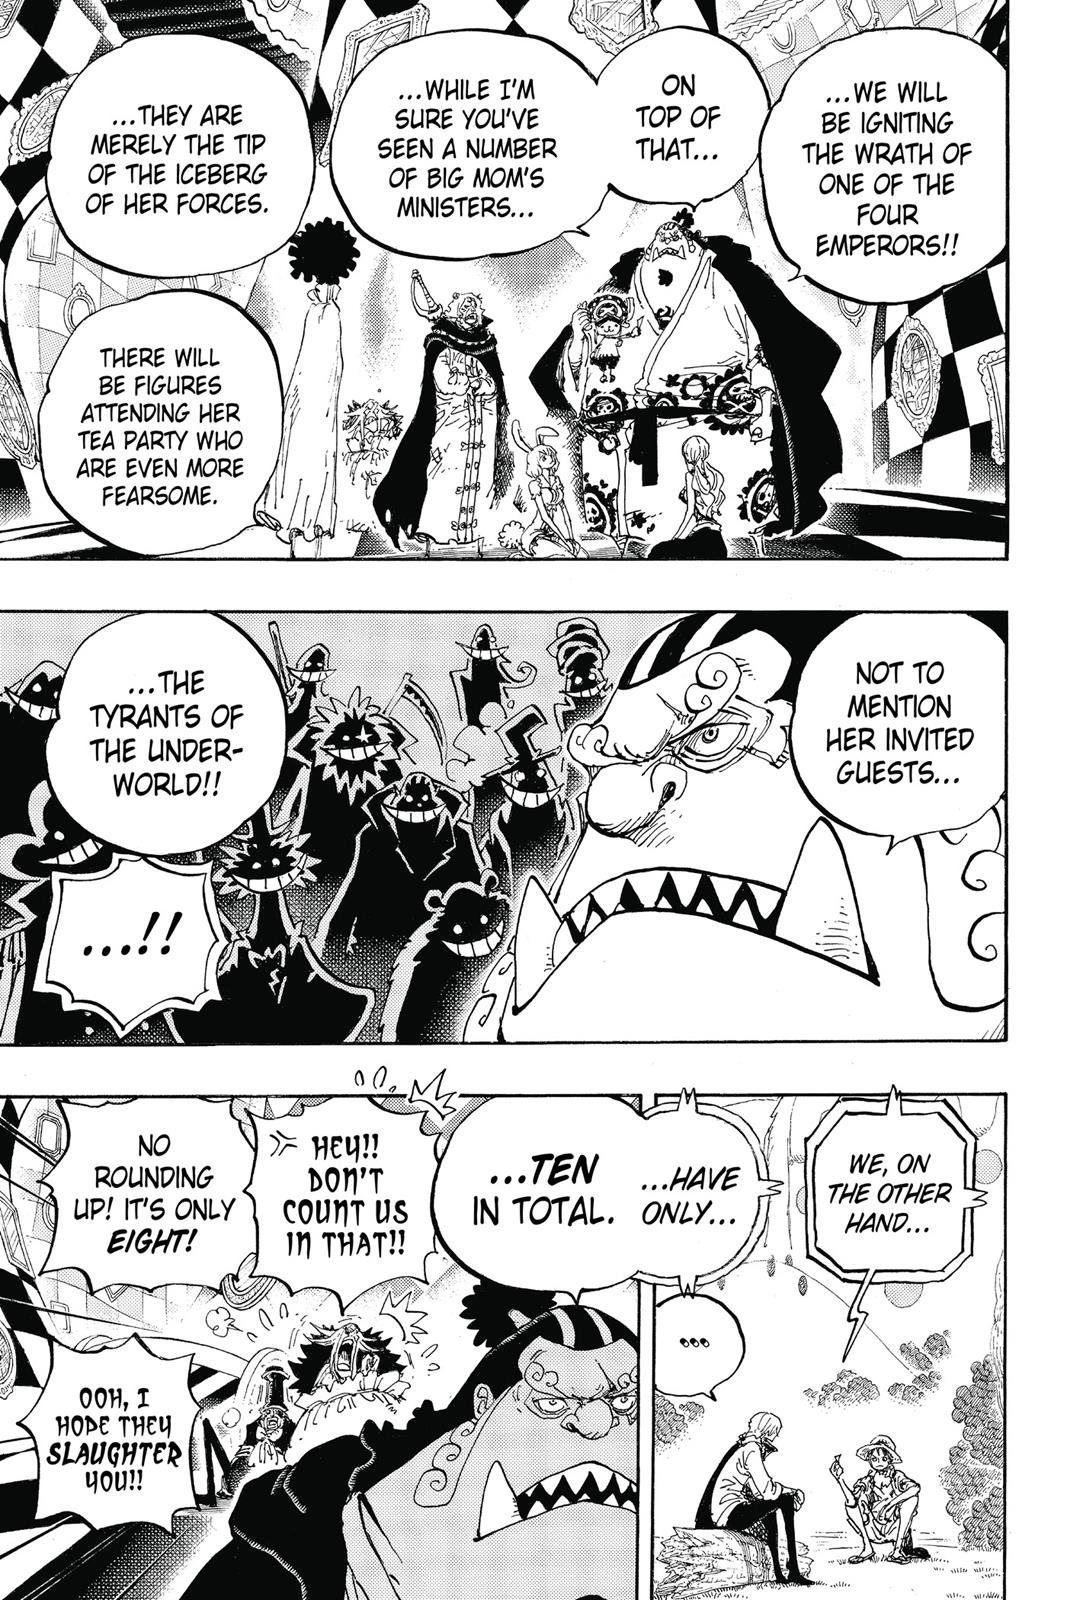 ...WE WILL
BE IGNITING
THE WRATH OF
ONE OF THE
FOUR
EMPERORS!!
ON
TOP OF
THAT...
...WHILE I'M
SURE YOU'VE
SEEN A NUMBER
OF BIG MOM'S
MINISTERS...
...THEY ARE
MERELY THE TIP
OF THE ICEBERG
OF HER FORCES.
THERE WILL
BE FIGURES
ATTENDING HER
TEA PARTY WHO
ARE EVEN MORE
FEARSOME.
NOT TO
MENTION
HER INVITED
GUESTS...
...THE
TYRANTS OF
THE UNDER-
WORLD!!
...!!
WE, ON
THE OTHER
HAND...
...HAVE
ONLY...
...
...TEN
IN TOTAL.
HEY!!
DON'T
COUNT US
IN THAT!!
NO
ROUNDING
UP! IT'S ONLY
EIGHT!
OOH, I
HOPE THEY
SLAUGHTER
YOU!!